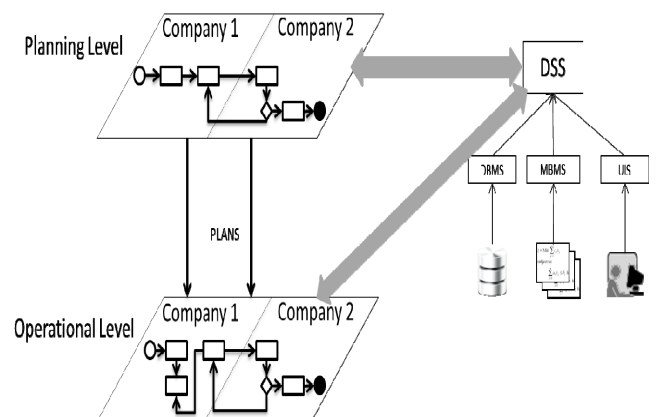 Planning Level
Company 1
Company 2
DSS
DBMS
MBMS
UIS
PLANS
Operational Level
Company 1
Company 2